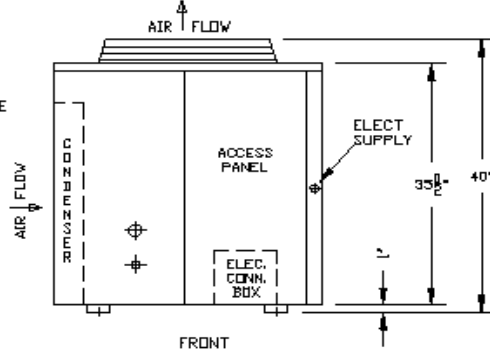 AIR FLOW
E
CONDENSER
AIR FLOW
ACCESS
PANEL
ELECT
SUPPLY
40"
ELEC.
CONN.
BOX
FRONT